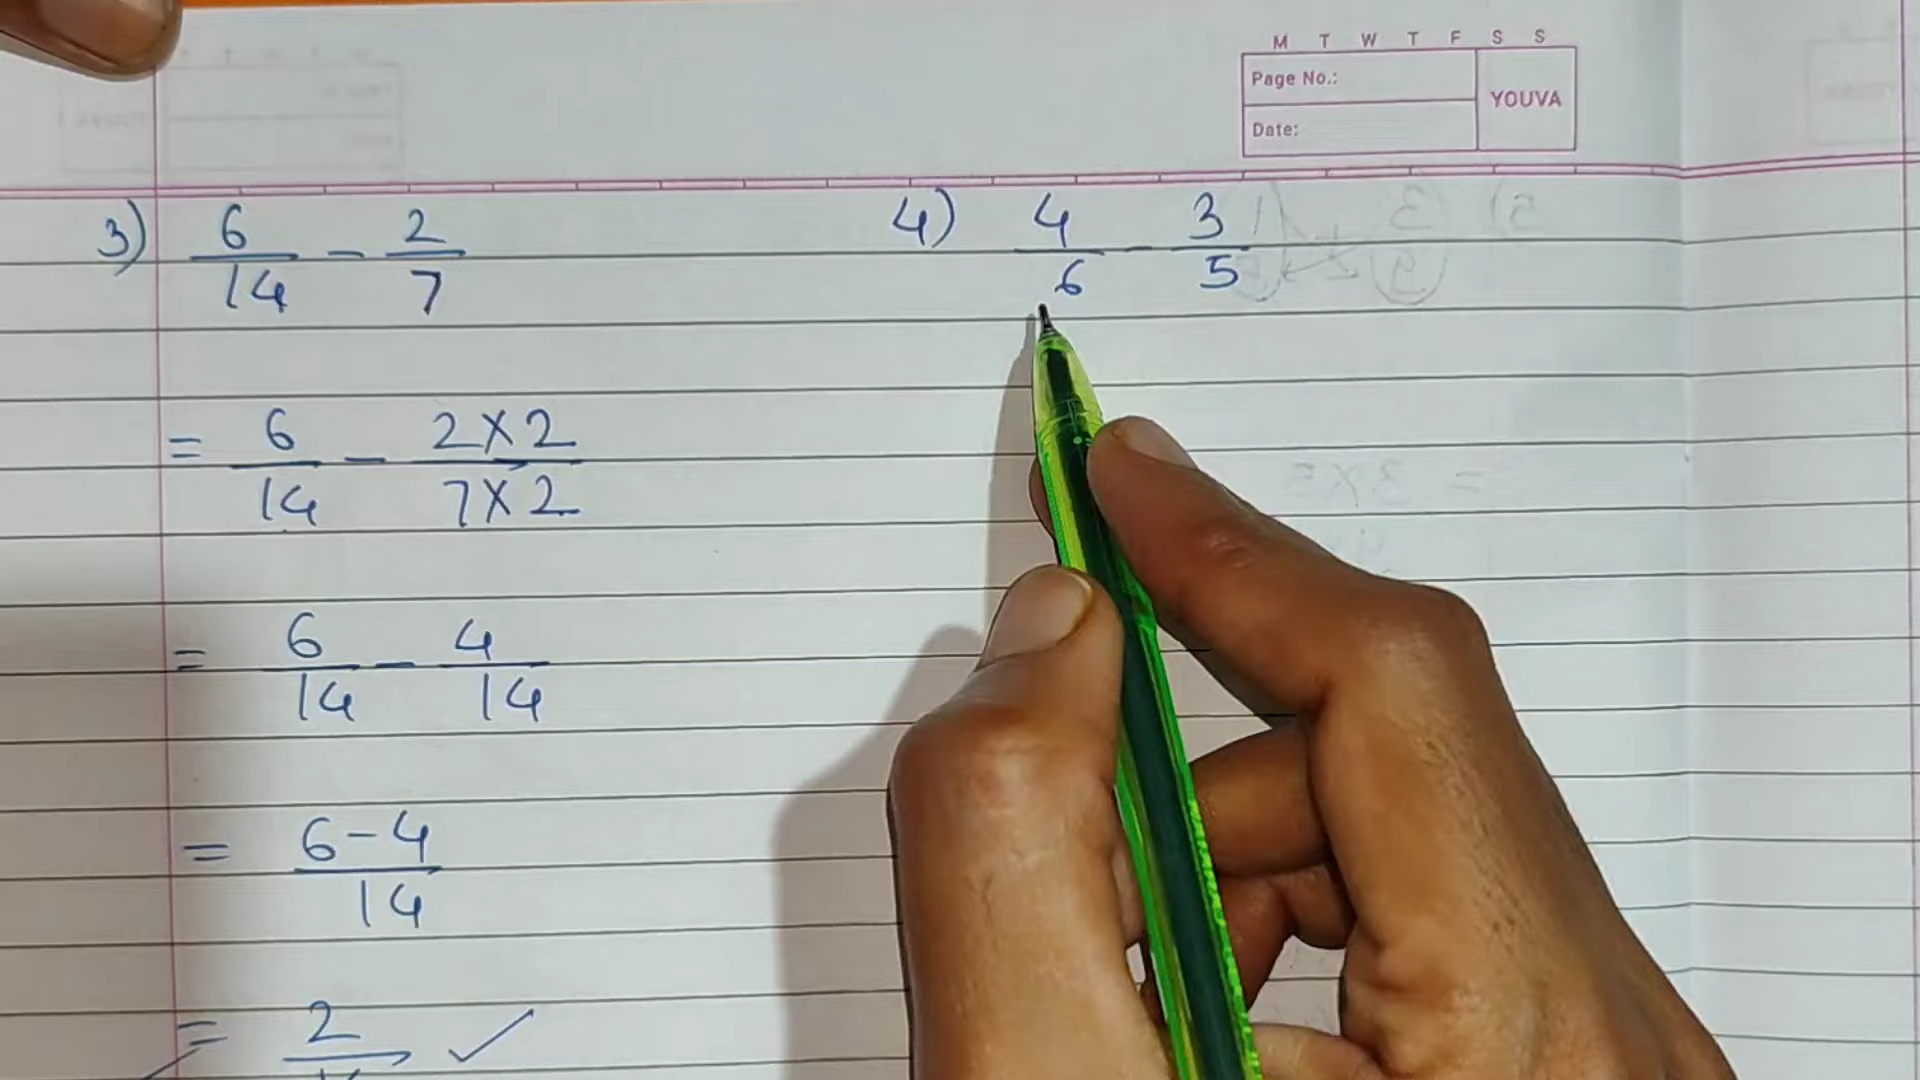 M T W T F S S
Page No.:
YOUVA
Date:
3) 6/14 - 2/7
= 6/14 - 2×2/7×2
= 6/14 - 4/14
= 6-4/14
= 2/
4) 4/6 - 3/5